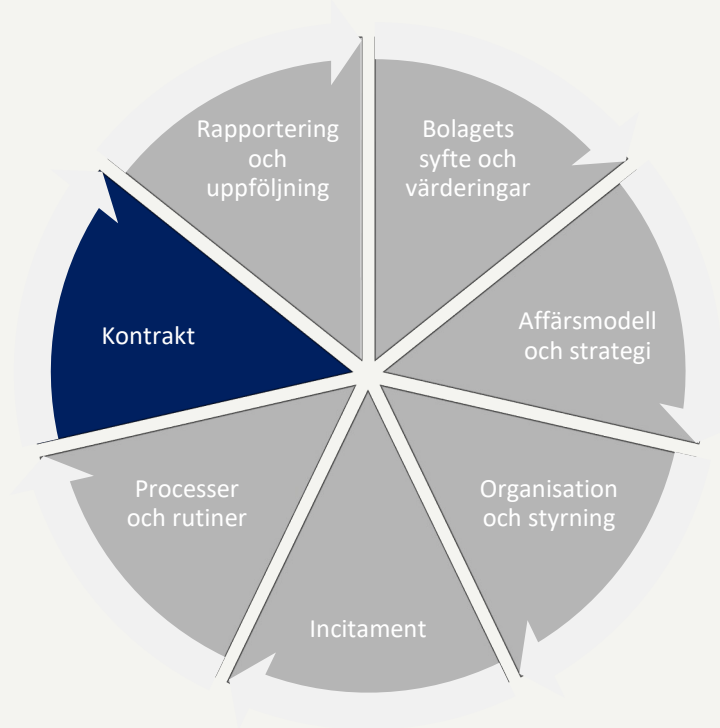 Rapportering
och
uppföljning
Bolagets
syfte och
värderingar
Affärsmodell
och strategi
Organisation
och styrning
Incitament
Processer
och rutiner
Kontrakt